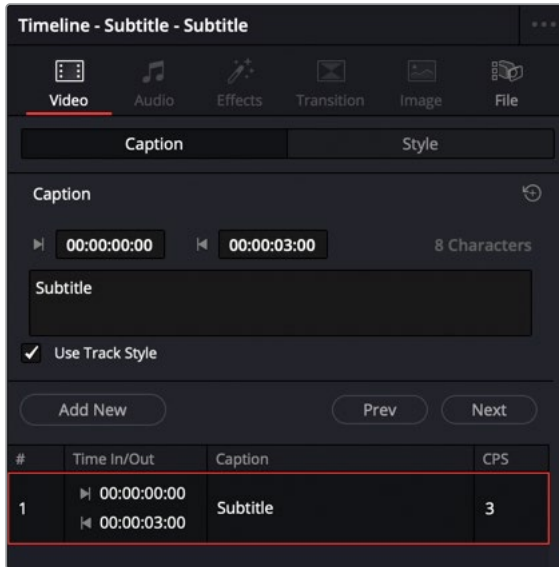 Timeline - Subtitle - Subtitle
Video Audio Effects Transition Image File
Caption Style
Caption
00:00:00:00 00:00:03:00 8 Characters
Subtitle
Use Track Style
Add New Prev Next
# Time In/Out Caption CPS
1 00:00:00:00 00:00:03:00 Subtitle 3